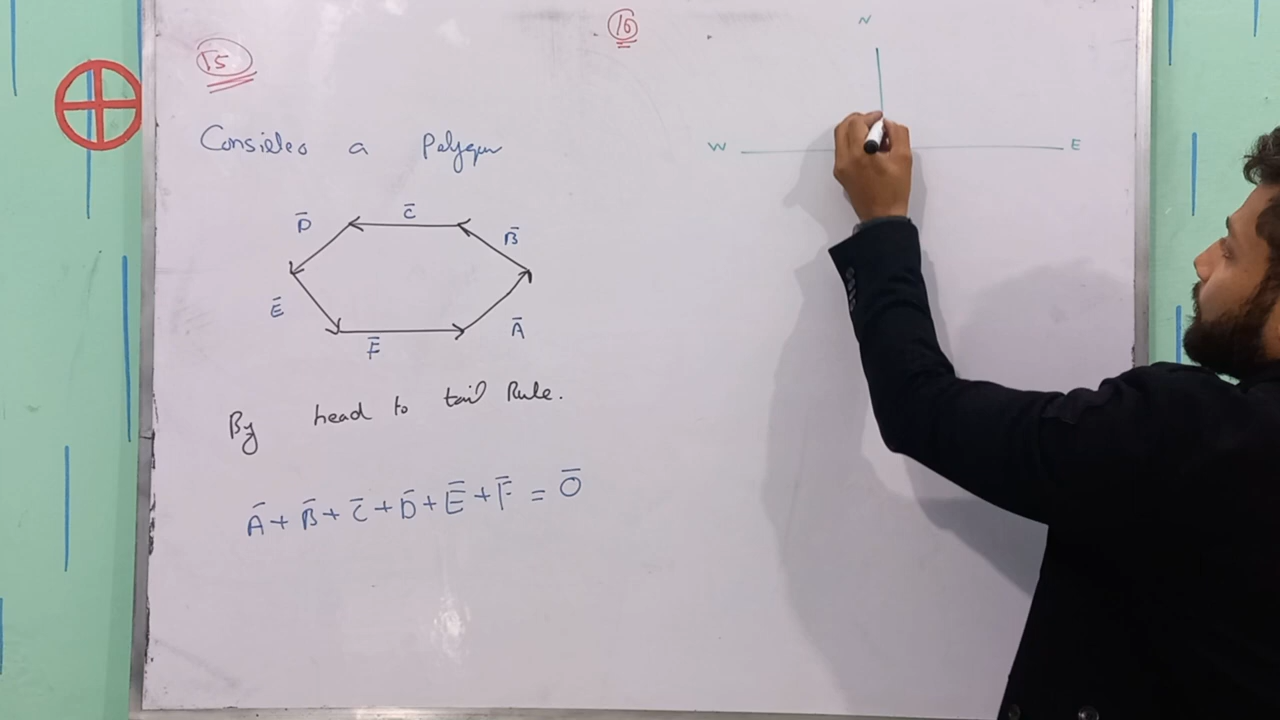 15
Consider a Polygon
D̅ C̅ B̅
E̅ F̅ A̅
By head to tail Rule.
A̅ + B̅ + C̅ + D̅ + E̅ + F̅ = O̅
16
N
W E